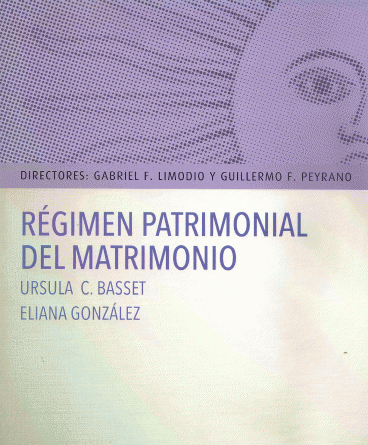 DIRECTORES: GABRIEL F. LIMODIO Y GUILLERMO F. PEYRANO
RÉGIMEN PATRIMONIAL
DEL MATRIMONIO
URSULA C. BASSET
ELIANA GONZÁLEZ